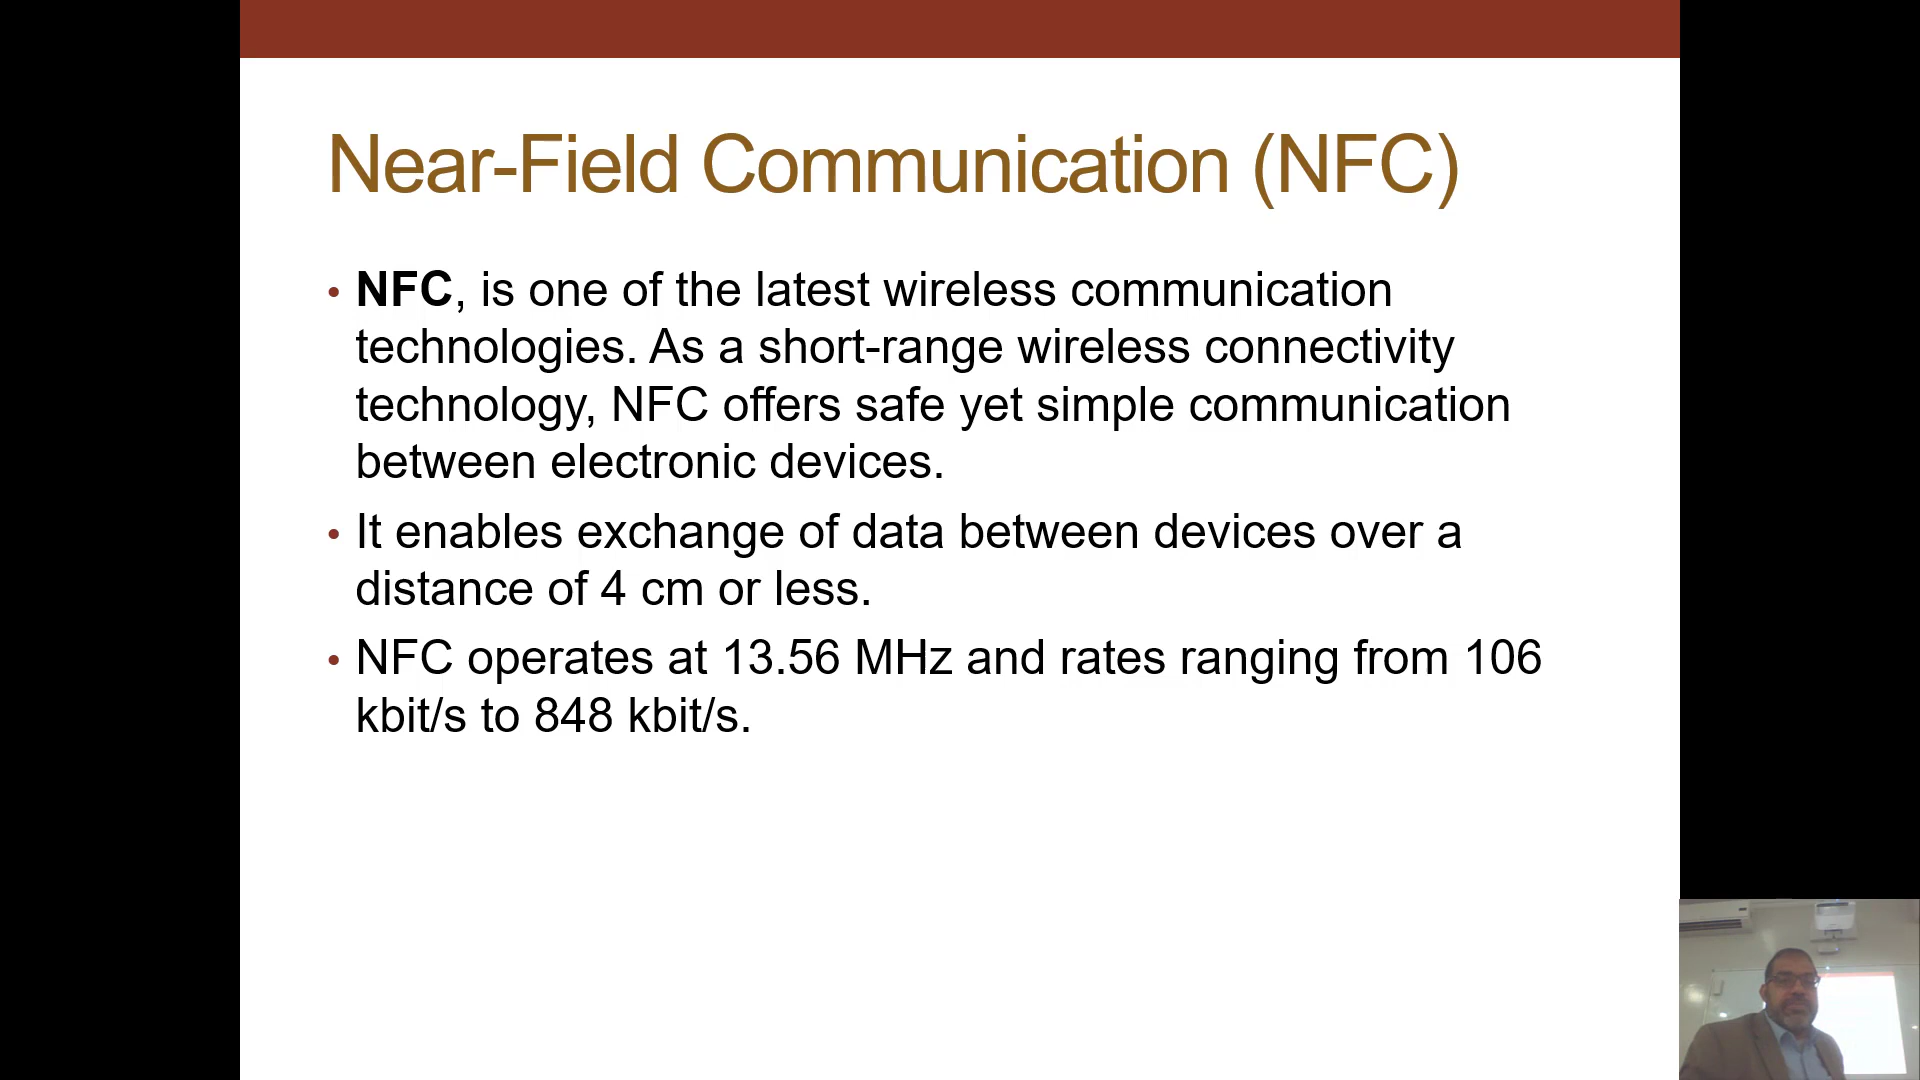 Near-Field Communication (NFC)
• NFC, is one of the latest wireless communication
technologies. As a short-range wireless connectivity
technology, NFC offers safe yet simple communication
between electronic devices.
• It enables exchange of data between devices over a
distance of 4 cm or less.
• NFC operates at 13.56 MHz and rates ranging from 106
kbit/s to 848 kbit/s.